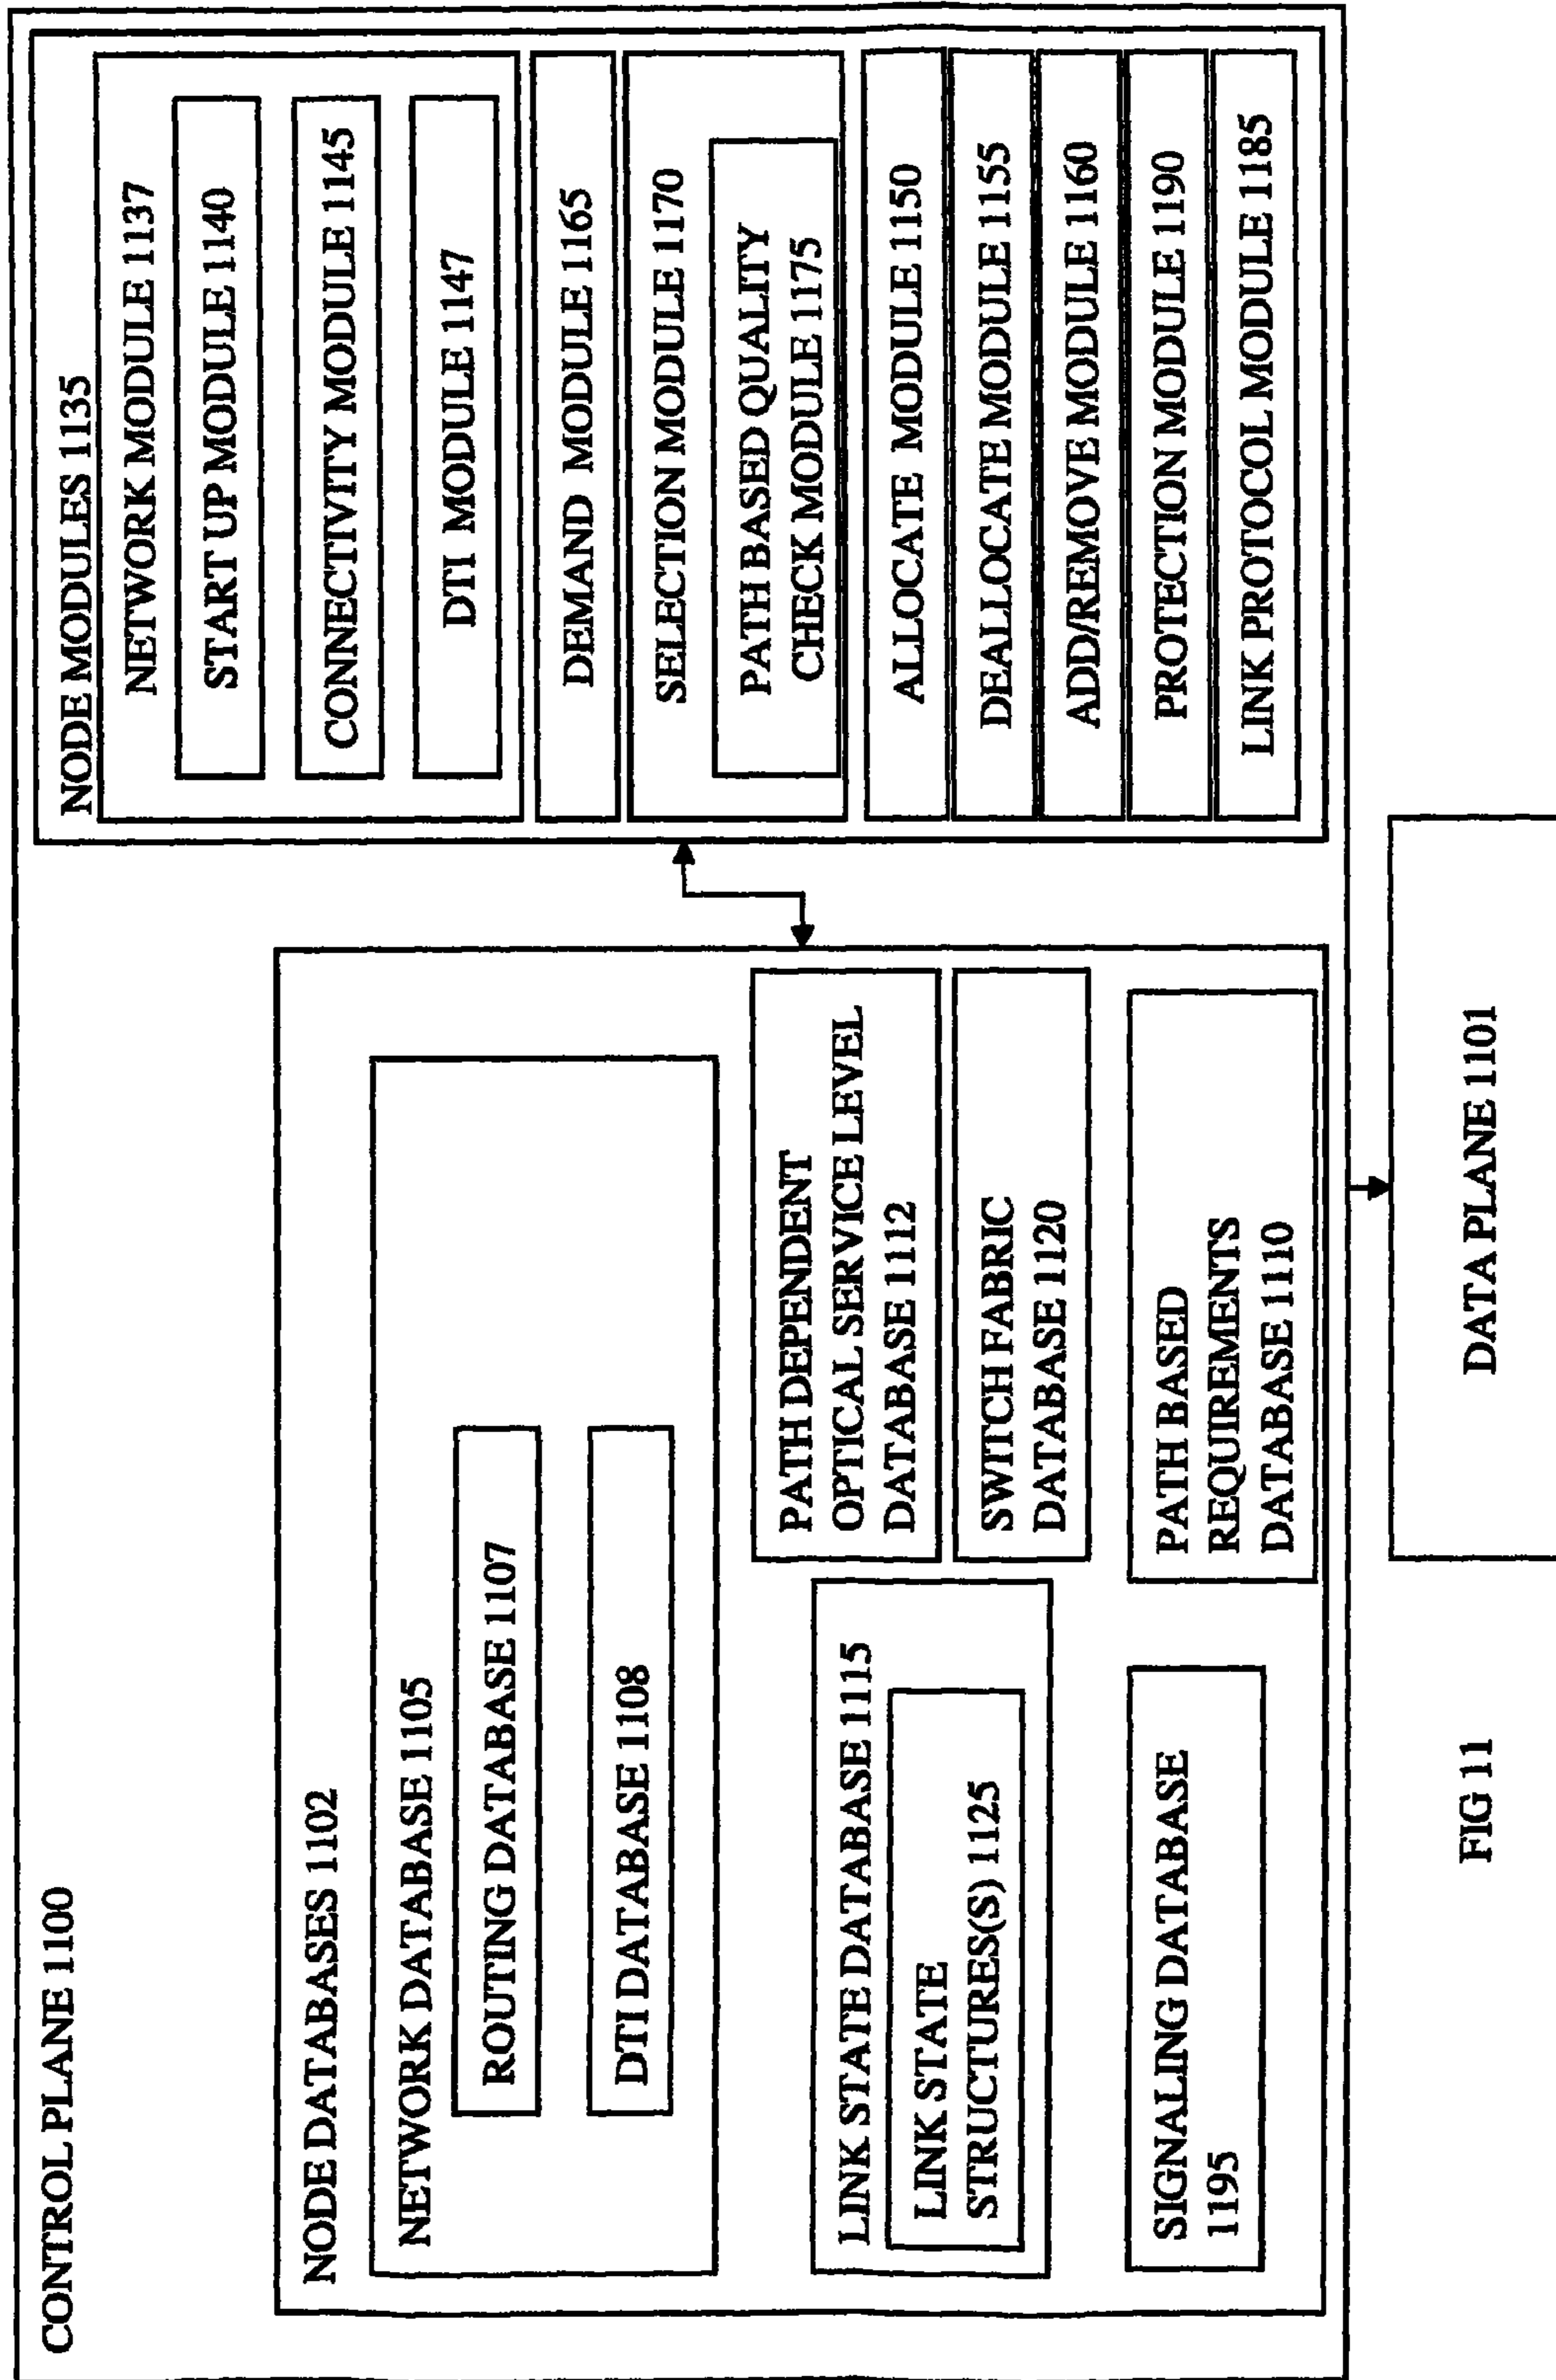 CONTROL PLANE 1100
NODE DATABASES 1102
NETWORK DATABASE 1105
ROUTING DATABASE 1107
DTI DATABASE 1108
LINK STATE DATABASE 1115
LINK STATE
STRUCTURES(S) 1125
SIGNALING DATABASE
1195
PATH DEPENDENT
OPTICAL SERVICE LEVEL
DATABASE 1112
SWITCH FABRIC
DATABASE 1120
PATH BASED
REQUIREMENTS
DATABASE 1110
NODE MODULES 1135
NETWORK MODULE 1137
START UP MODULE 1140
CONNECTIVITY MODULE 1145
DTI MODULE 1147
DEMAND MODULE 1165
SELECTION MODULE 1170
PATH BASED QUALITY
CHECK MODULE 1175
ALLOCATE MODULE 1150
DEALLOCATE MODULE 1155
ADD/REMOVE MODULE 1160
PROTECTION MODULE 1190
LINK PROTOCOL MODULE 1185
DATA PLANE 1101
FIG 11